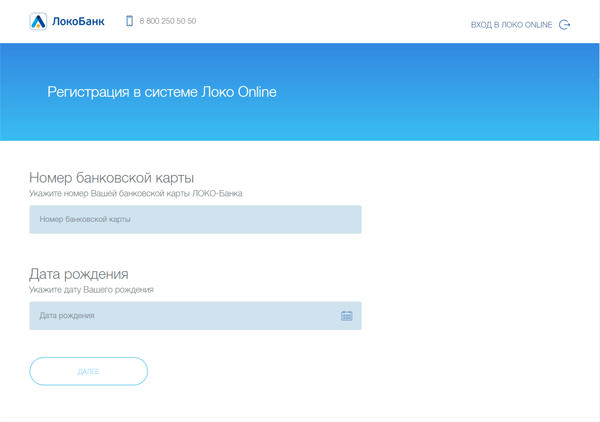 ЛокоБанк
8 800 250 50 50
ВХОД В ЛОКО ONLINE
Регистрация в системе Локо Online
Номер банковской карты
Укажите номер Вашей банковской карты ЛОКО-Банка
Номер банковской карты
Дата рождения
Укажите дату Вашего рождения
Дата рождения
ДАЛЕЕ